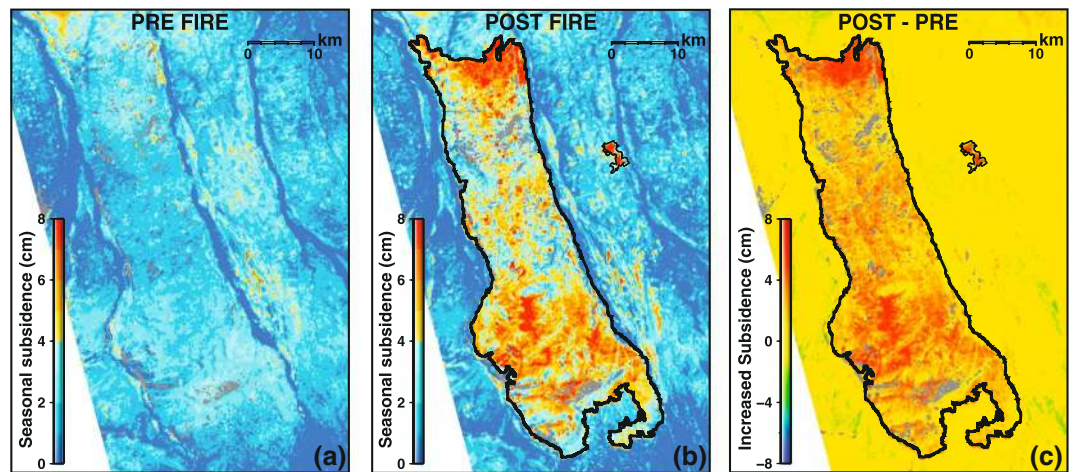 PRE FIRE
km
0 10
Seasonal subsidence (cm)
8
6
4
2
0
(a)
POST FIRE
km
0 10
Seasonal subsidence (cm)
8
6
4
2
0
(b)
POST - PRE
km
0 10
Increased Subsidence (cm)
8
4
0
−4
−8
(c)